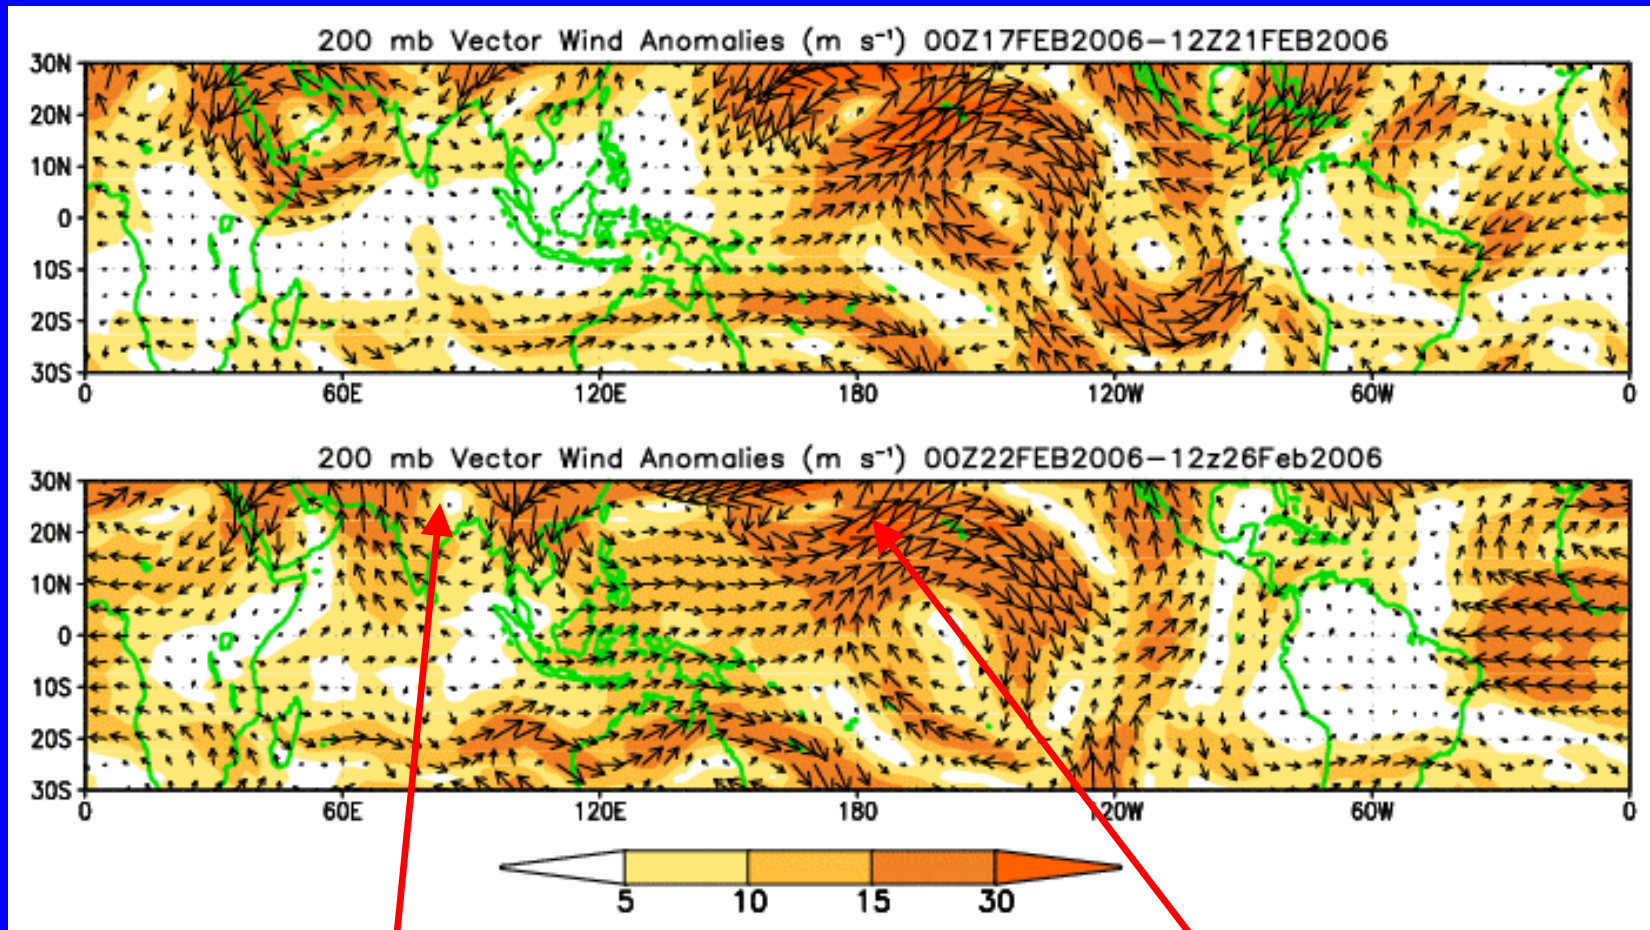 200 mb Vector Wind Anomalies (m s⁻¹) 00Z17FEB2006−12Z21FEB2006
30N
20N
10N
0
10S
20S
30S
0 60E 120E 180 120W 60W 0
200 mb Vector Wind Anomalies (m s⁻¹) 00Z22FEB2006−12z26Feb2006
30N
20N
10N
0
10S
20S
30S
0 60E 120E 180 120W 60W 0
5 10 15 30